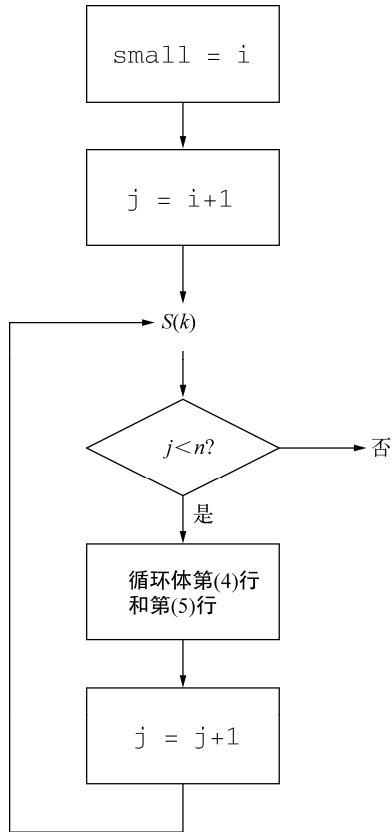 small = i
j = i+1
S(k)
j<n?
否
是
循环体第(4)行
和第(5)行
j = j+1